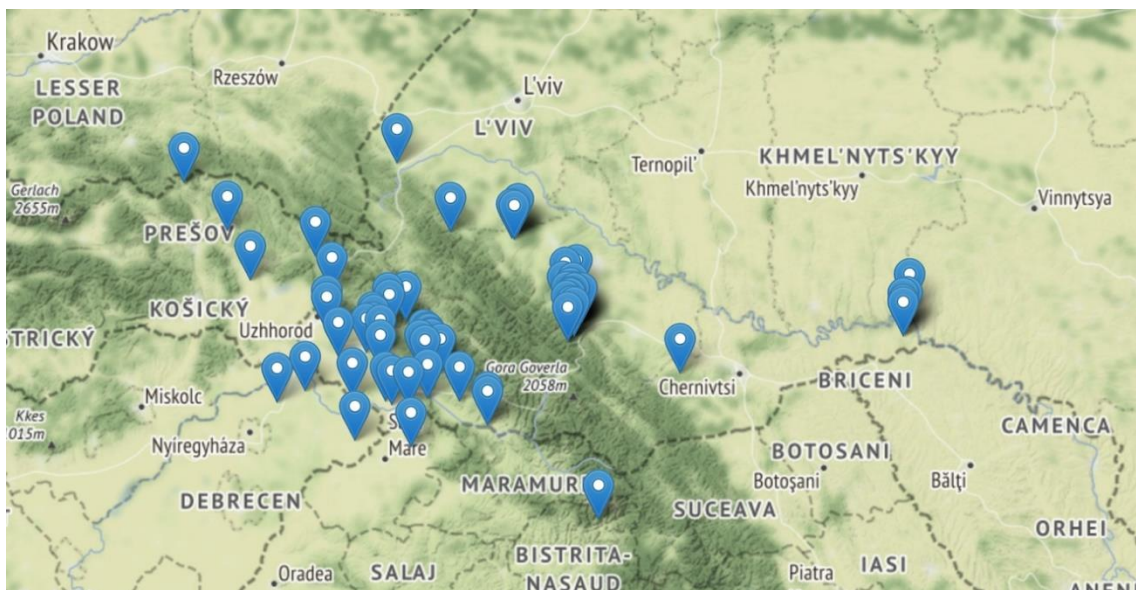 Krakow
Rzeszów
LESSER
POLAND
L'viv
L'VIV
Ternopil'
KHMEL'NYTS'KYY
Khmel'nyts'kyy
Vinnytsya
Gerlach
2655m
PREŠOV
KOŠICKÝ
Uzhhorod
STRICKÝ
Gora Goverla
2058m
Chernivtsi
BRICENI
Miskolc
Kkes
015m
Nyíregyháza
Mare
CAMENCA
BOTOSANI
Botoşani
Bălţi
DEBRECEN
MARAMUR
SUCEAVA
ORHEI
BISTRITA-
NASAUD
Oradea
SALAJ
Piatra
IASI